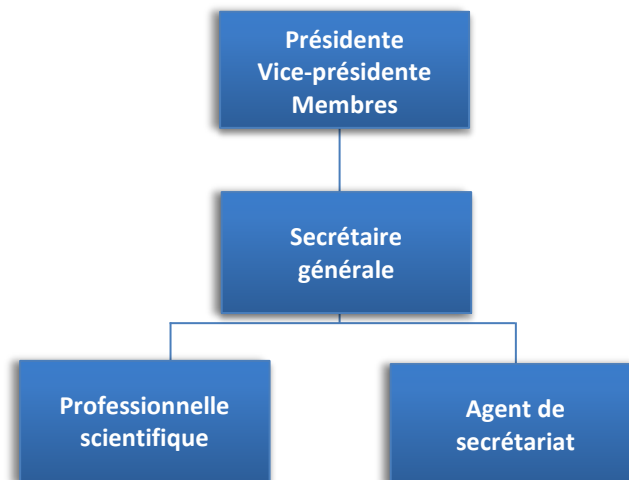 Présidente
Vice-présidente
Membres
Secrétaire
générale
Professionnelle
scientifique
Agent de
secrétariat